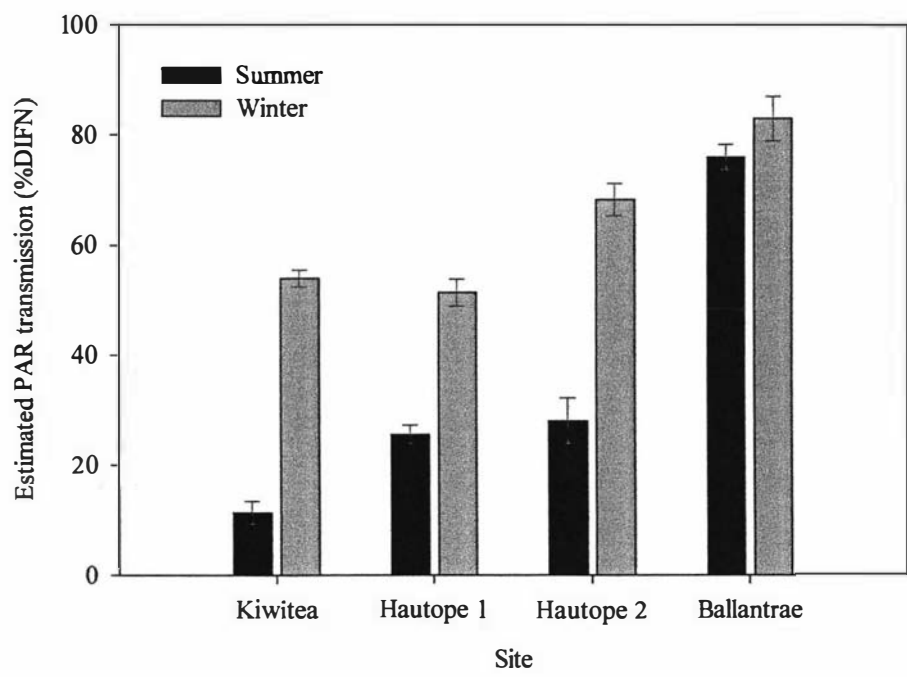 100
80
60
40
20
0
Estimated PAR transmission (%DIFN)
Summer
Winter
Kiwitea Hautope 1 Hautope 2 Ballantrae
Site